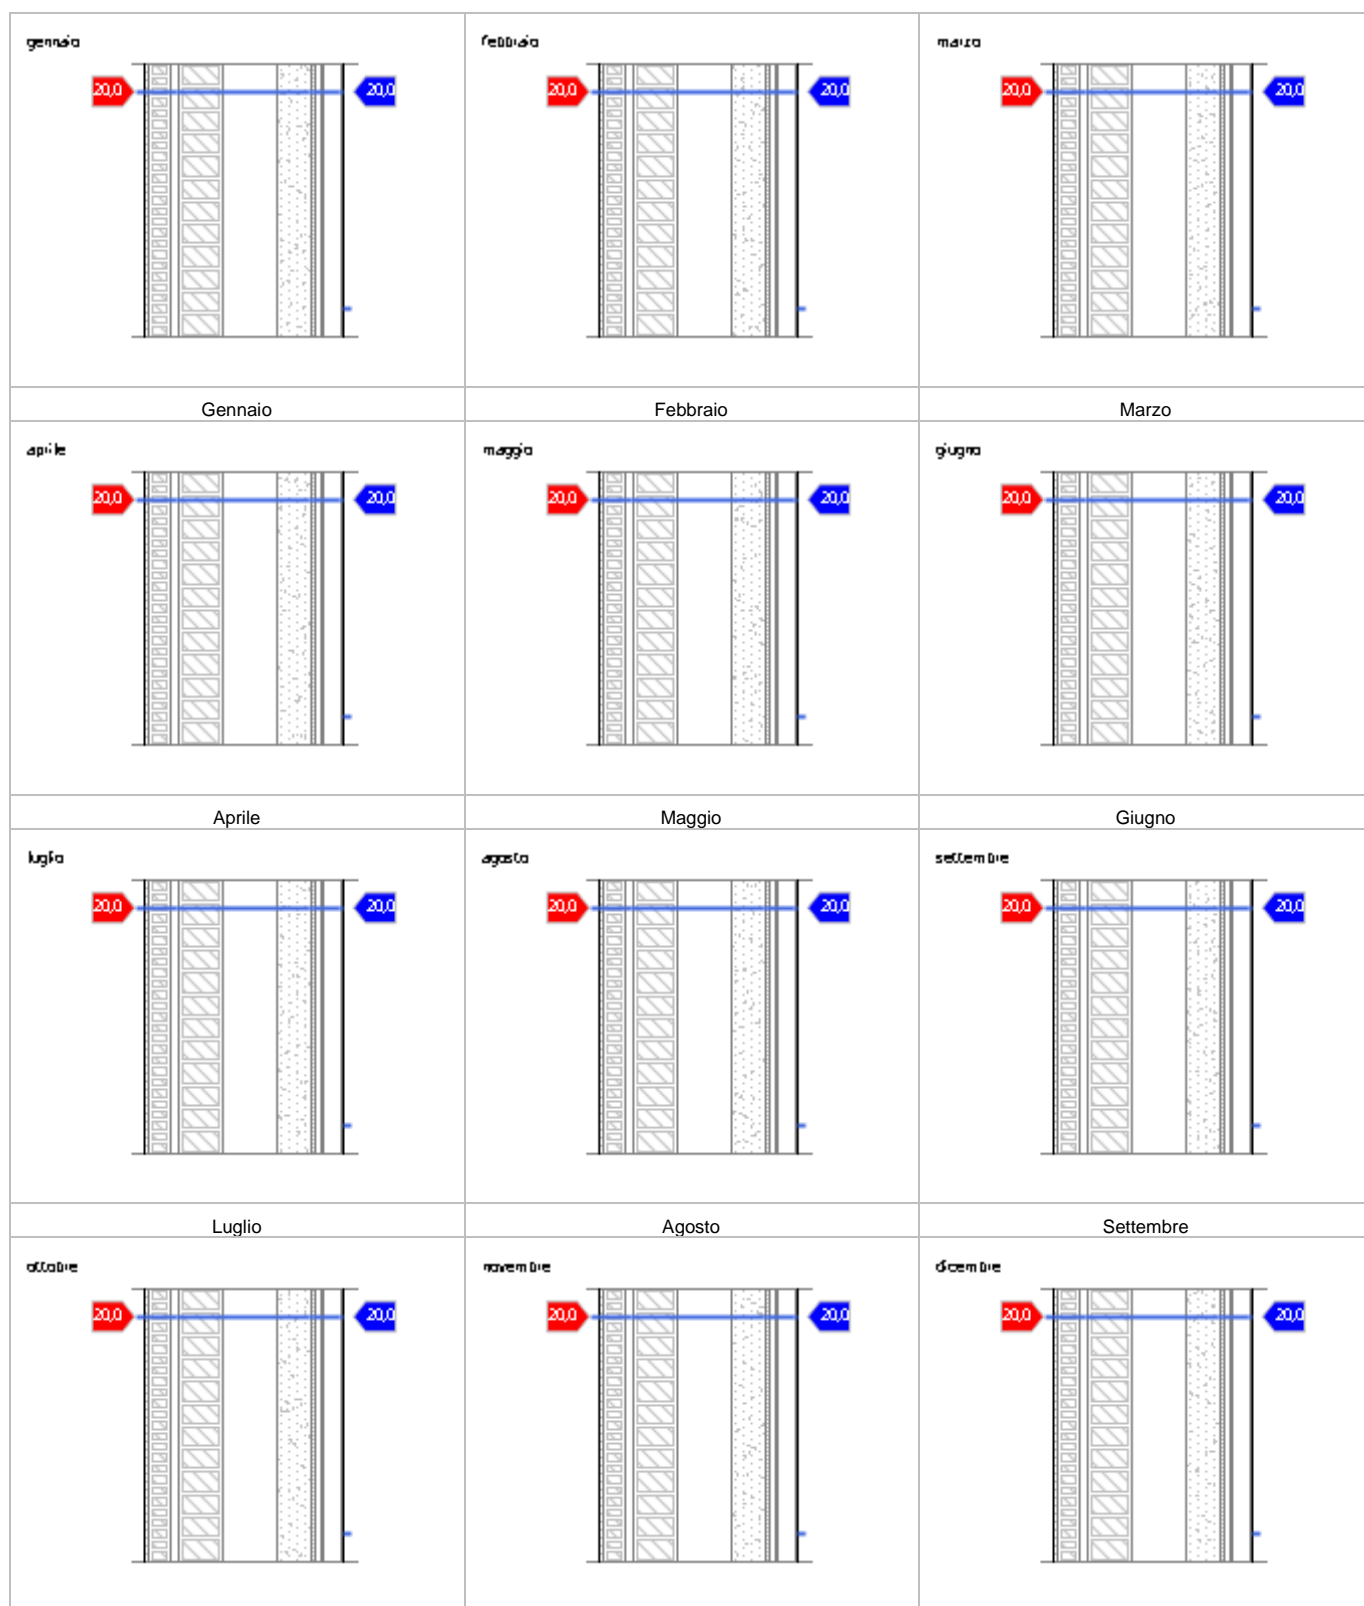 gennaio febbraio marzo
20,0 20,0 20,0 20,0 20,0 20,0
Gennaio Febbraio Marzo
aprile maggio giugno
20,0 20,0 20,0 20,0 20,0 20,0
Aprile Maggio Giugno
luglio agosto settembre
20,0 20,0 20,0 20,0 20,0 20,0
Luglio Agosto Settembre
ottobre novembre dicembre
20,0 20,0 20,0 20,0 20,0 20,0